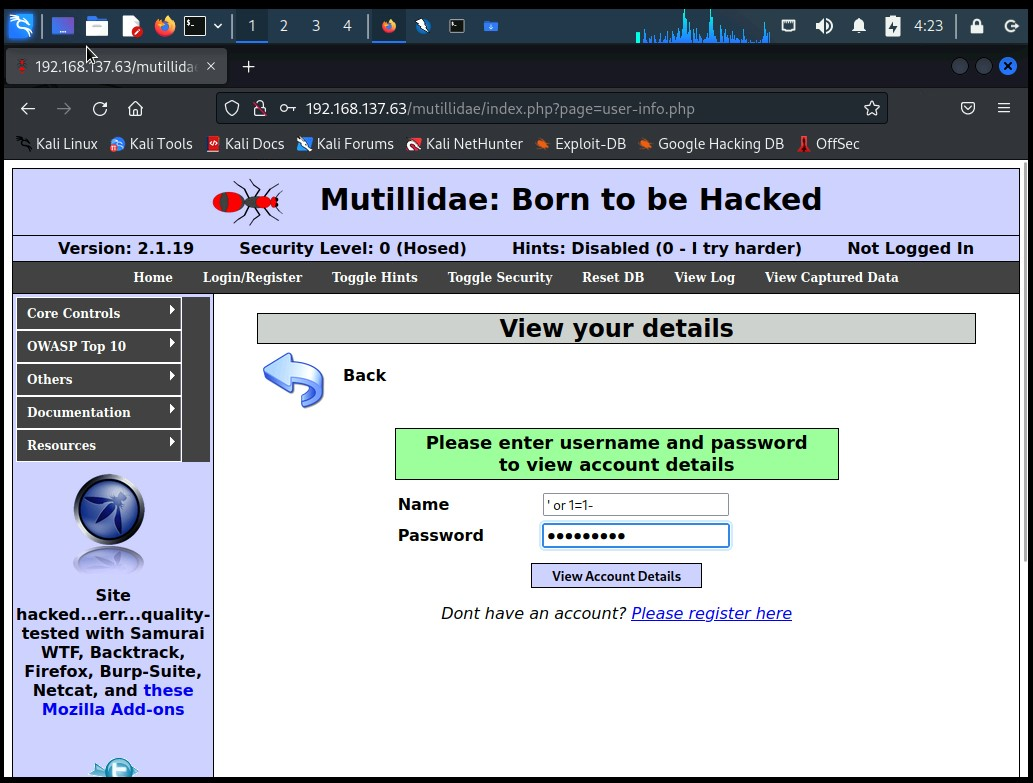 1 2 3 4
4:23
192.168.137.63/mutillidae
192.168.137.63/mutillidae/index.php?page=user-info.php
Kali Linux Kali Tools Kali Docs Kali Forums Kali NetHunter Exploit-DB Google Hacking DB OffSec
Mutillidae: Born to be Hacked
Version: 2.1.19 Security Level: 0 (Hosed) Hints: Disabled (0 - I try harder) Not Logged In
Home Login/Register Toggle Hints Toggle Security Reset DB View Log View Captured Data
Core Controls
OWASP Top 10
Others
Documentation
Resources
Site
hacked...err...quality-
tested with Samurai
WTF, Backtrack,
Firefox, Burp-Suite,
Netcat, and these
Mozilla Add-ons
View your details
Back
Please enter username and password
to view account details
Name ' or 1=1-
Password •••••••••
View Account Details
Dont have an account? Please register here